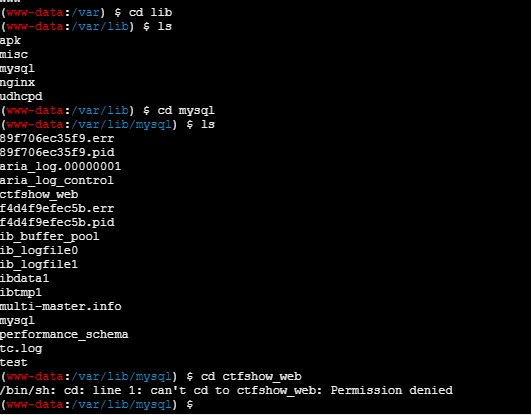 (www-data:/var) $ cd lib
(www-data:/var/lib) $ ls
apk
misc
mysql
nginx
udhcpd
(www-data:/var/lib) $ cd mysql
(www-data:/var/lib/mysql) $ ls
89f706ec35f9.err
89f706ec35f9.pid
aria_log.00000001
aria_log_control
ctfshow_web
f4d4f9efec5b.err
f4d4f9efec5b.pid
ib_buffer_pool
ib_logfile0
ib_logfile1
ibdata1
ibtmp1
multi-master.info
mysql
performance_schema
tc.log
test
(www-data:/var/lib/mysql) $ cd ctfshow_web
/bin/sh: cd: line 1: can't cd to ctfshow_web: Permission denied
(www-data:/var/lib/mysql) $